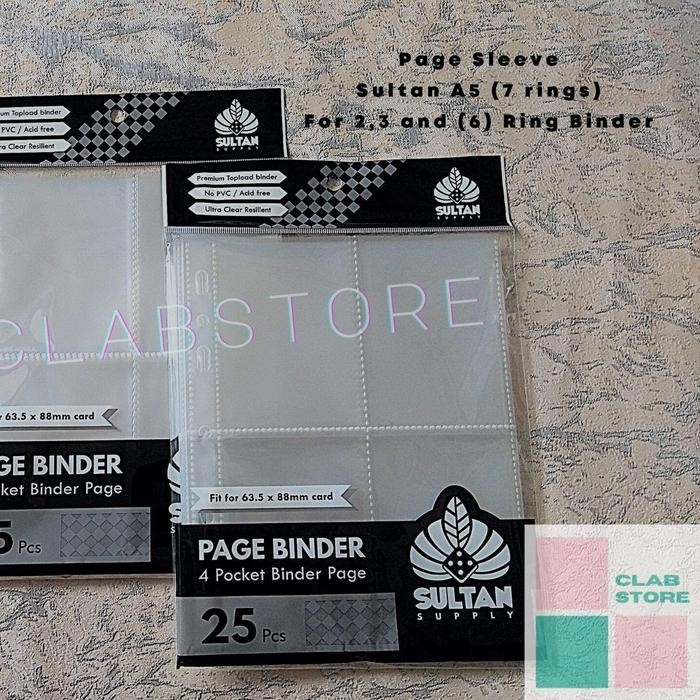 Page Sleeve
Sultan A5 (7 rings)
For 2,3 and (6) Ring Binder
um Topload binder
PVC / Acid free
ra Clear Resilient
SULTAN
SUPPLY
Premium Topload binder
No PVC / Acid free
Ultra Clear Resilient
SULTAN
SUPPLY
CLABSTORE
r 63.5 x 88mm card
GE BINDER
ket Binder Page
5 Pcs
Fit for 63.5 x 88mm card
PAGE BINDER
4 Pocket Binder Page
25 Pcs
SULTAN
SUPPLY
CLAB
STORE